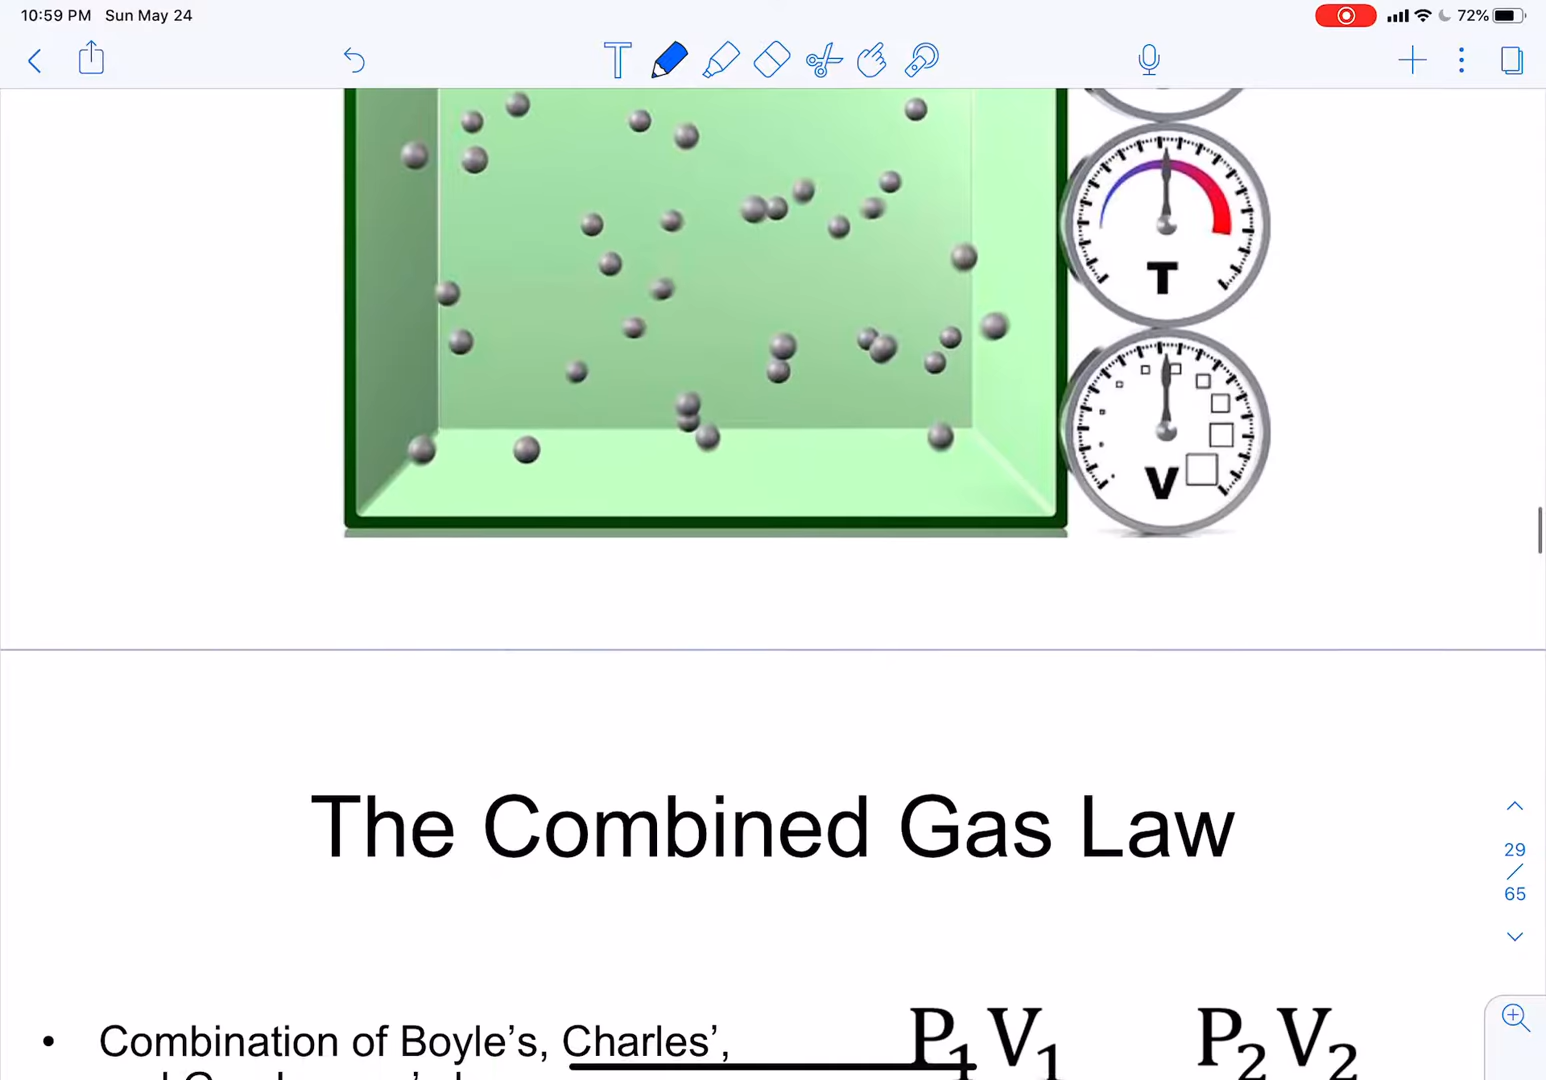 10:59 PM Sun May 24
72%
T
T
V
The Combined Gas Law
29
/
65
• Combination of Boyle’s, Charles’,
P₁V₁ P₂V₂